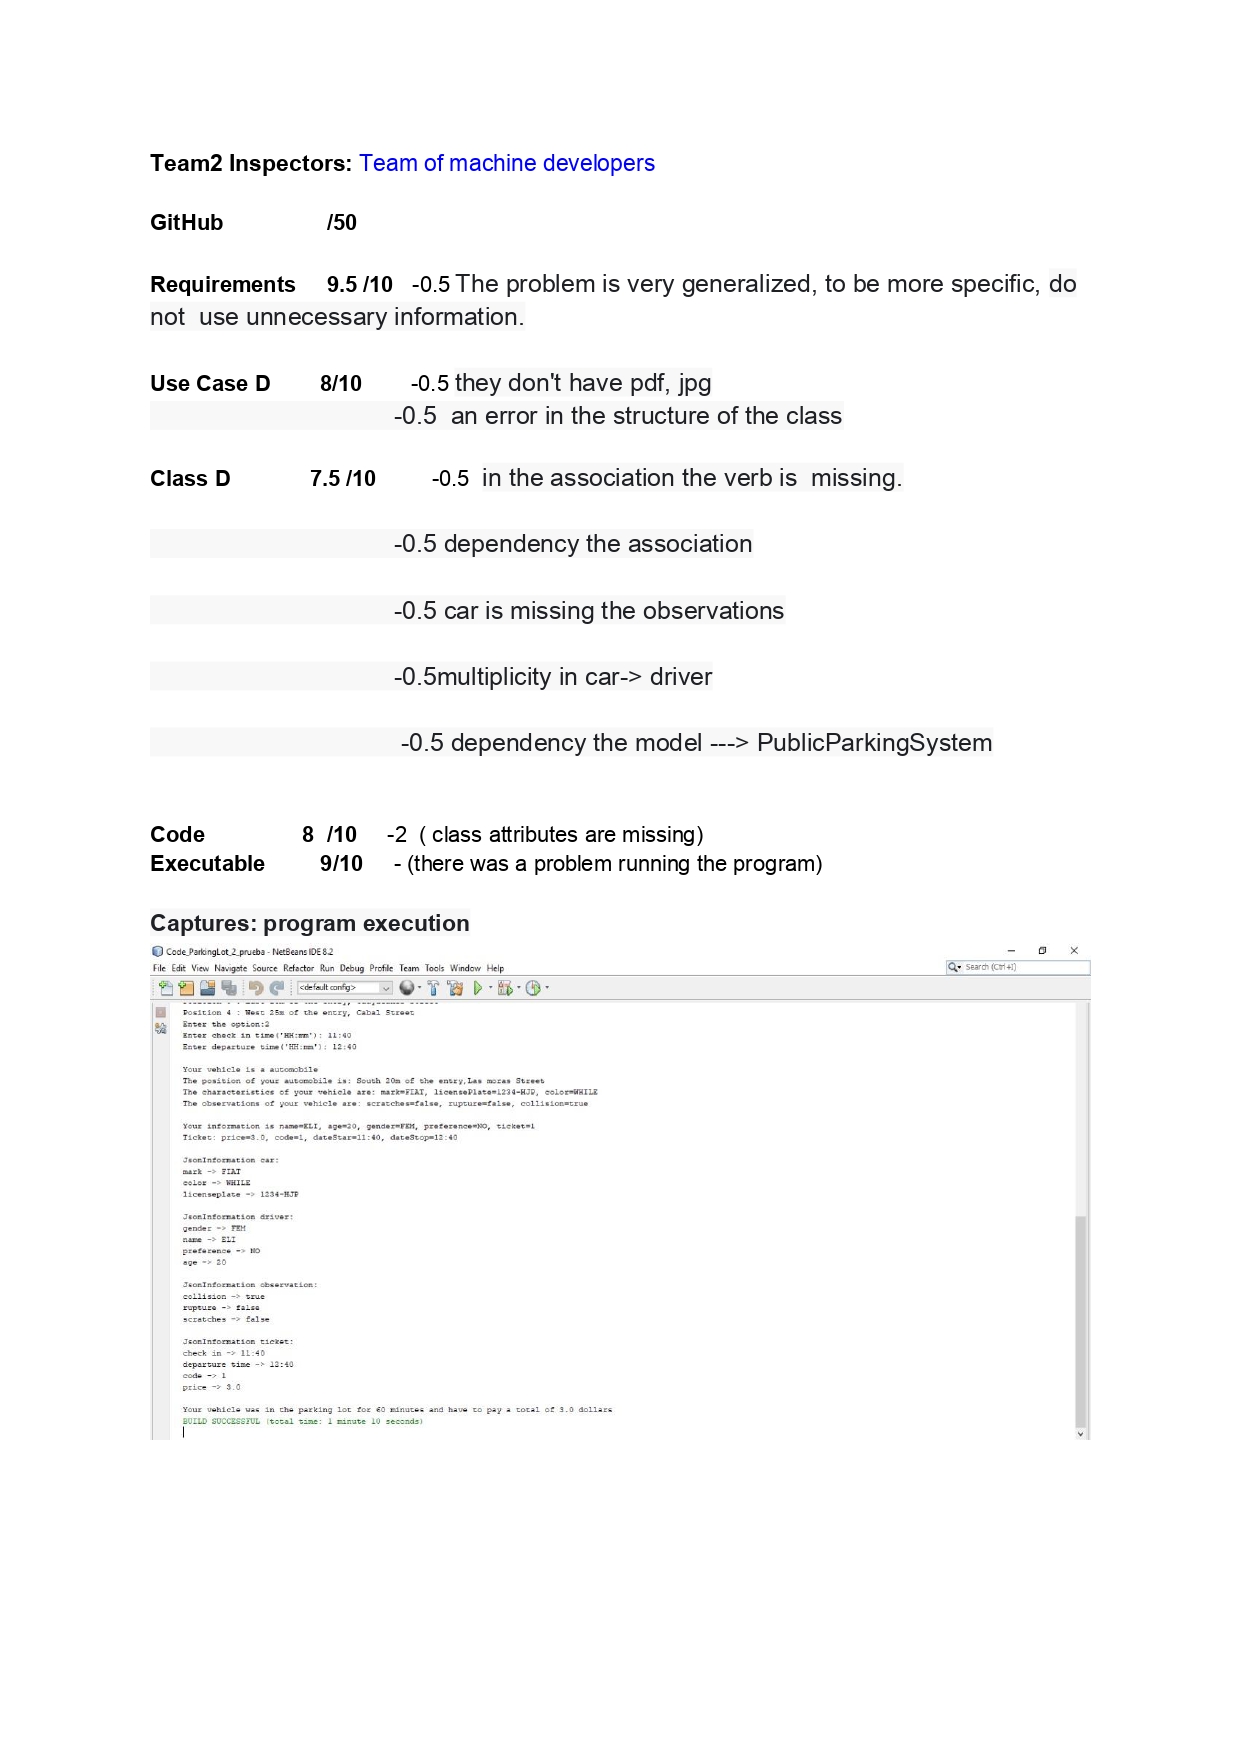 Team2 Inspectors: Team of machine developers
GitHub /50
Requirements 9.5 /10 -0.5 The problem is very generalized, to be more specific, do
not use unnecessary information.
Use Case D 8/10 -0.5 they don't have pdf, jpg
-0.5 an error in the structure of the class
Class D 7.5 /10 -0.5 in the association the verb is missing.
-0.5 dependency the association
-0.5 car is missing the observations
-0.5multiplicity in car-> driver
-0.5 dependency the model ---> PublicParkingSystem
Code 8 /10 -2 ( class attributes are missing)
Executable 9/10 - (there was a problem running the program)
Captures: program execution
Code_ParkingLot_2_prueba - NetBeans IDE 8.2
File Edit View Navigate Source Refactor Run Debug Profile Team Tools Window Help
Search (Ctrl+I)
<default config>
Position 4 : West 25m of the entry, Cabal Street
Enter the option:2
Enter check in time('HH:mm'): 11:40
Enter departure time('HH:mm'): 12:40
Your vehicle is a automobile
The position of your automobile is: South 20m of the entry,Las moras Street
The characteristics of your vehicle are: mark=FIAT, licensePlate=1234-HJP, color=WHILE
The observations of your vehicle are: scratches=false, rupture=false, collision=true
Your information is name=ELI, age=20, gender=FEM, preference=NO, ticket=1
Ticket: price=3.0, code=1, dateStar=11:40, dateStop=12:40
JsonInformation car:
mark -> FIAT
color -> WHILE
licenseplate -> 1234-HJP
JsonInformation driver:
gender -> FEM
name -> ELI
preference -> NO
age -> 20
JsonInformation observation:
collision -> true
rupture -> false
scratches -> false
JsonInformation ticket:
check in -> 11:40
departure time -> 12:40
code -> 1
price -> 3.0
Your vehicle was in the parking lot for 60 minutes and have to pay a total of 3.0 dollars
BUILD SUCCESSFUL (total time: 1 minute 10 seconds)